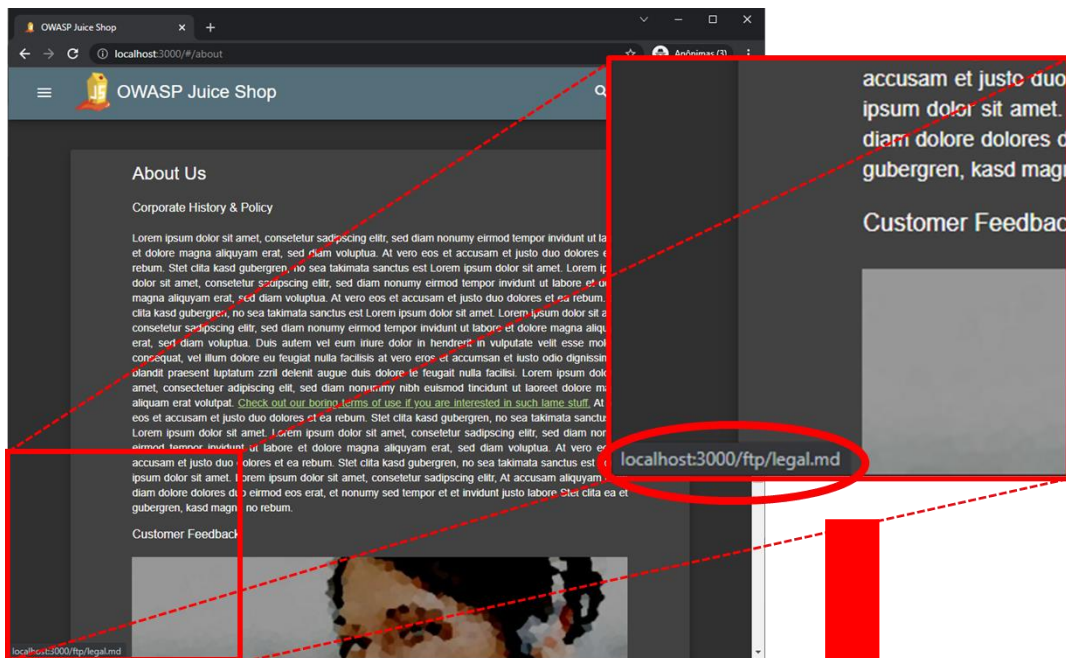 OWASP Juice Shop
localhost:3000/#/about
Anônimas (3)
OWASP Juice Shop
About Us
Corporate History & Policy
Lorem ipsum dolor sit amet, consetetur sadipscing elitr, sed diam nonumy eirmod tempor invidunt ut la
et dolore magna aliquyam erat, sed diam voluptua. At vero eos et accusam et justo duo dolores e
rebum. Stet clita kasd gubergren, no sea takimata sanctus est Lorem ipsum dolor sit amet. Lorem ip
dolor sit amet, consetetur sadipscing elitr, sed diam nonumy eirmod tempor invidunt ut labore et do
magna aliquyam erat, sed diam voluptua. At vero eos et accusam et justo duo dolores et ea rebum.
clita kasd gubergren, no sea takimata sanctus est Lorem ipsum dolor sit amet. Lorem ipsum dolor sit a
consetetur sadipscing elitr, sed diam nonumy eirmod tempor invidunt ut labore et dolore magna aliqu
erat, sed diam voluptua. Duis autem vel eum iriure dolor in hendrerit in vulputate velit esse mol
consequat, vel illum dolore eu feugiat nulla facilisis at vero eros et accumsan et iusto odio dignissim
blandit praesent luptatum zzril delenit augue duis dolore te feugait nulla facilisi. Lorem ipsum dolo
amet, consectetuer adipiscing elit, sed diam nonummy nibh euismod tincidunt ut laoreet dolore ma
aliquam erat volutpat. Check out our boring terms of use if you are interested in such lame stuff. At
eos et accusam et justo duo dolores et ea rebum. Stet clita kasd gubergren, no sea takimata sanctu
Lorem ipsum dolor sit amet. Lorem ipsum dolor sit amet, consetetur sadipscing elitr, sed diam non
eirmod tempor invidunt ut labore et dolore magna aliquyam erat, sed diam voluptua. At vero eo
accusam et justo duo dolores et ea rebum. Stet clita kasd gubergren, no sea takimata sanctus est
ipsum dolor sit amet. Lorem ipsum dolor sit amet, consetetur sadipscing elitr, At accusam aliquyam
diam dolore dolores duo eirmod eos erat, et nonumy sed tempor et et invidunt justo labore Stet clita ea et
gubergren, kasd magna no rebum.
Customer Feedback
localhost:3000/ftp/legal.md
accusam et justo duo
ipsum dolor sit amet.
diam dolore dolores d
gubergren, kasd mag
Customer Feedbac
localhost:3000/ftp/legal.md